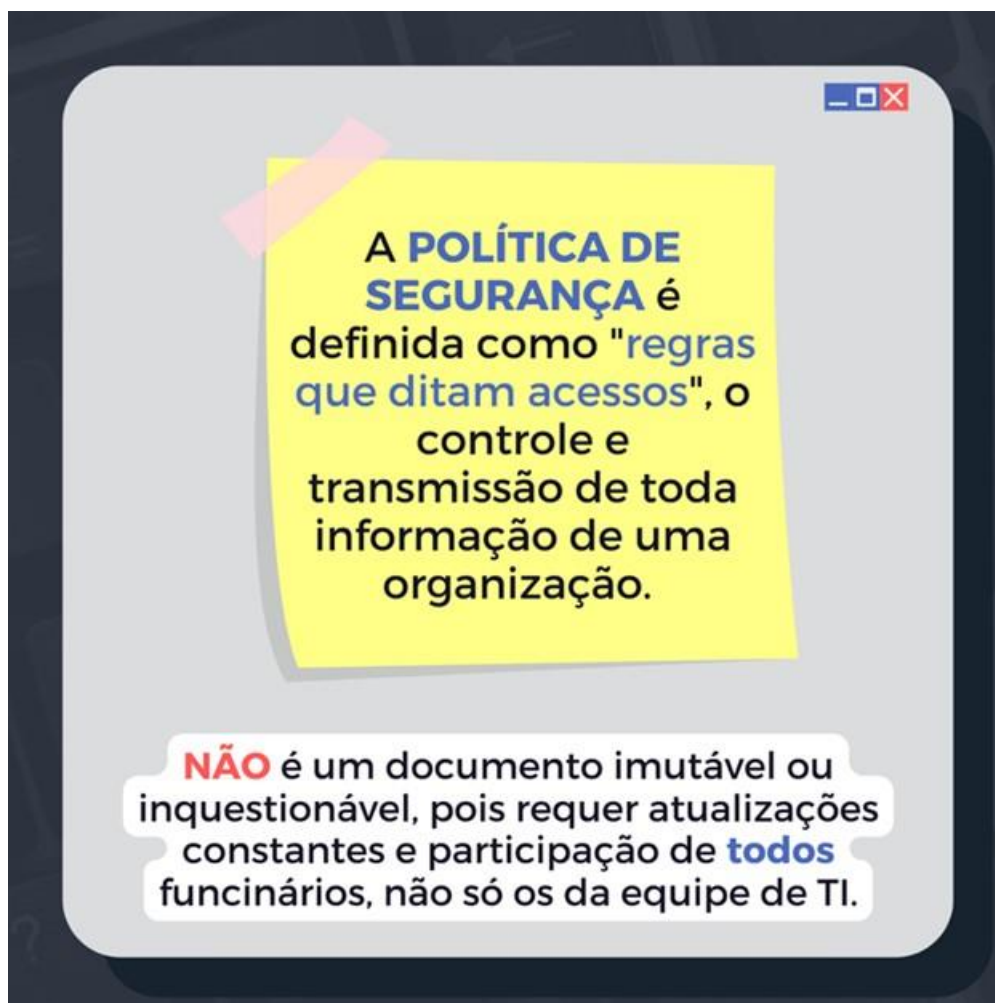 A POLÍTICA DE
SEGURANÇA é
definida como "regras
que ditam acessos", o
controle e
transmissão de toda
informação de uma
organização.
NÃO é um documento imutável ou
inquestionável, pois requer atualizações
constantes e participação de todos
funcinários, não só os da equipe de TI.